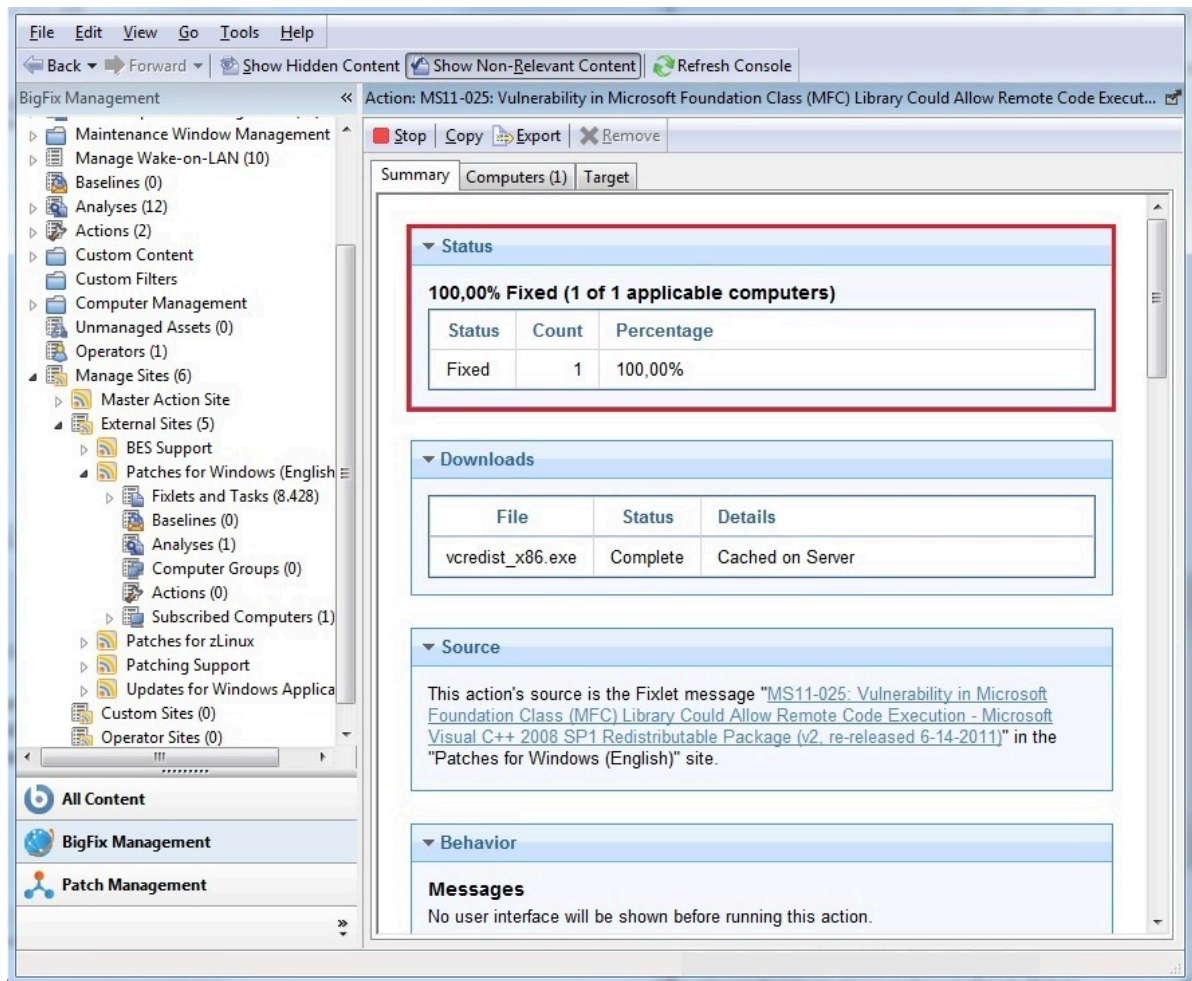 File Edit View Go Tools Help
Back Forward Show Hidden Content Show Non-Relevant Content Refresh Console
BigFix Management «
Maintenance Window Management
Manage Wake-on-LAN (10)
Baselines (0)
Analyses (12)
Actions (2)
Custom Content
Custom Filters
Computer Management
Unmanaged Assets (0)
Operators (1)
Manage Sites (6)
Master Action Site
External Sites (5)
BES Support
Patches for Windows (English
Fixlets and Tasks (8.428)
Baselines (0)
Analyses (1)
Computer Groups (0)
Actions (0)
Subscribed Computers (1)
Patches for zLinux
Patching Support
Updates for Windows Applica
Custom Sites (0)
Operator Sites (0)
All Content
BigFix Management
Patch Management
»
Action: MS11-025: Vulnerability in Microsoft Foundation Class (MFC) Library Could Allow Remote Code Execut...
Stop Copy Export Remove
Summary Computers (1) Target
Status
100,00% Fixed (1 of 1 applicable computers)
Status Count Percentage
Fixed 1 100,00%
Downloads
File Status Details
vcredist_x86.exe Complete Cached on Server
Source
This action's source is the Fixlet message "MS11-025: Vulnerability in Microsoft
Foundation Class (MFC) Library Could Allow Remote Code Execution - Microsoft
Visual C++ 2008 SP1 Redistributable Package (v2, re-released 6-14-2011)" in the
"Patches for Windows (English)" site.
Behavior
Messages
No user interface will be shown before running this action.